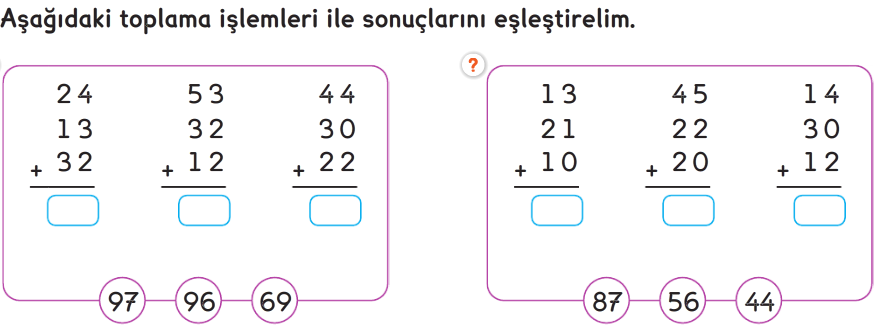 Aşağıdaki toplama işlemleri ile sonuçlarını eşleştirelim.
?
24 53 44
13 32 30
+ 32 + 12 + 22
97 96 69
13 45 14
21 22 30
+ 10 + 20 + 12
87 56 44